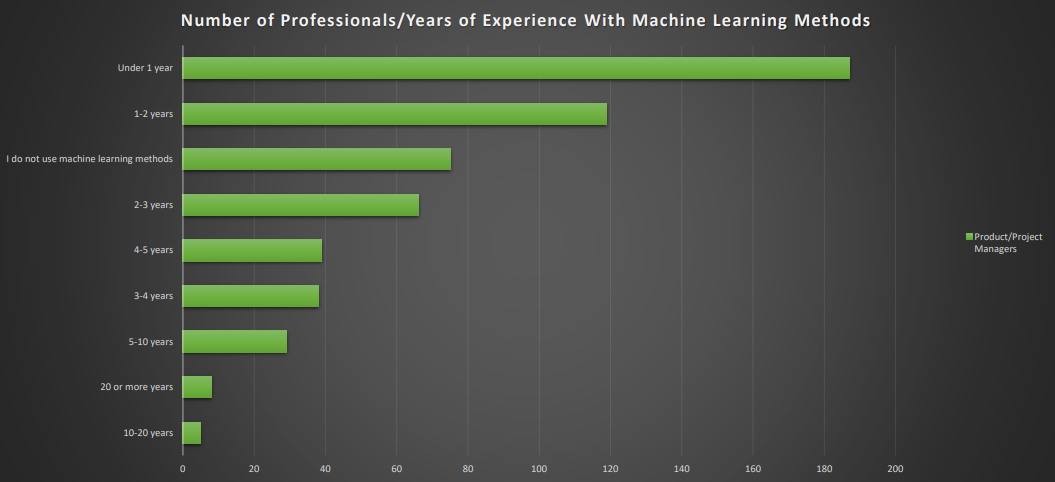 Number of Professionals/Years of Experience With Machine Learning Methods
Under 1 year
1-2 years
I do not use machine learning methods
2-3 years
4-5 years
3-4 years
5-10 years
20 or more years
10-20 years
0 20 40 60 80 100 120 140 160 180 200
Product/Project
Managers